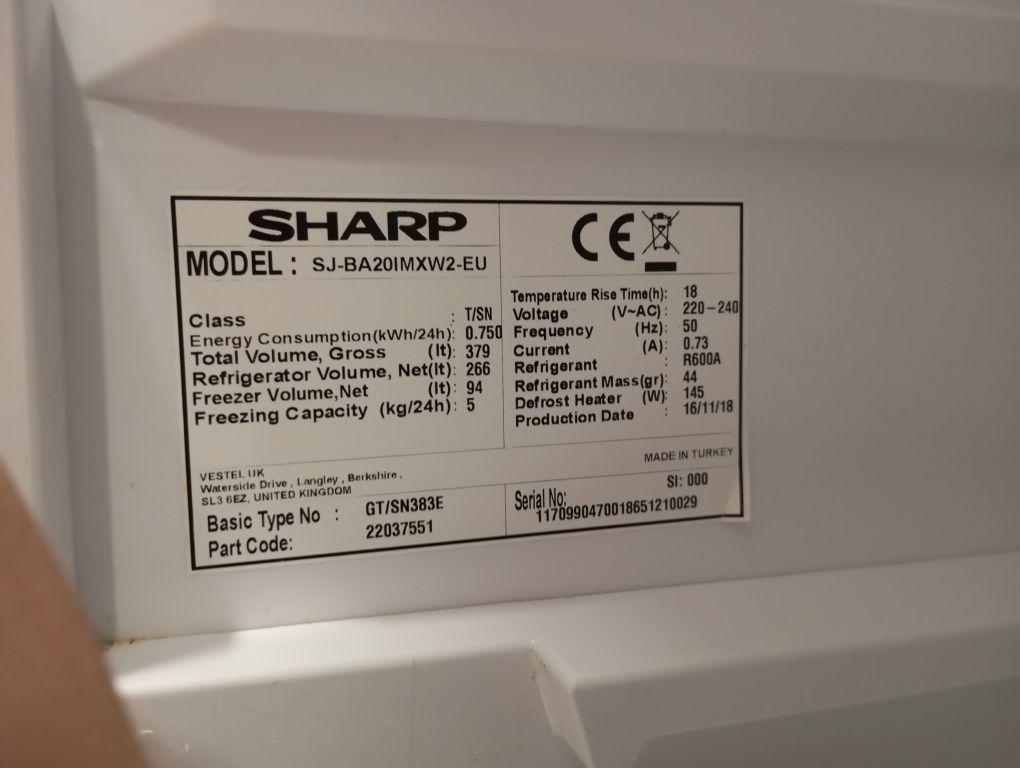 SHARP
MODEL : SJ-BA20IMXW2-EU
Class : T/SN
Energy Consumption(kWh/24h): 0.750
Total Volume, Gross (lt): 379
Refrigerator Volume, Net(lt): 266
Freezer Volume,Net (lt): 94
Freezing Capacity (kg/24h): 5
CE
Temperature Rise Time(h): 18
Voltage (V~AC) : 220-240
Frequency (Hz): 50
Current (A): 0.73
Refrigerant : R600A
Refrigerant Mass(gr): 44
Defrost Heater (W): 145
Production Date : 16/11/18
MADE IN TURKEY
VESTEL UK
Waterside Drive , Langley , Berkshire ,
SL3 6EZ, UNITED KINGDOM
Basic Type No : GT/SN383E
Part Code: 22037551
SI: 000
Serial No:
1170990470018651210029